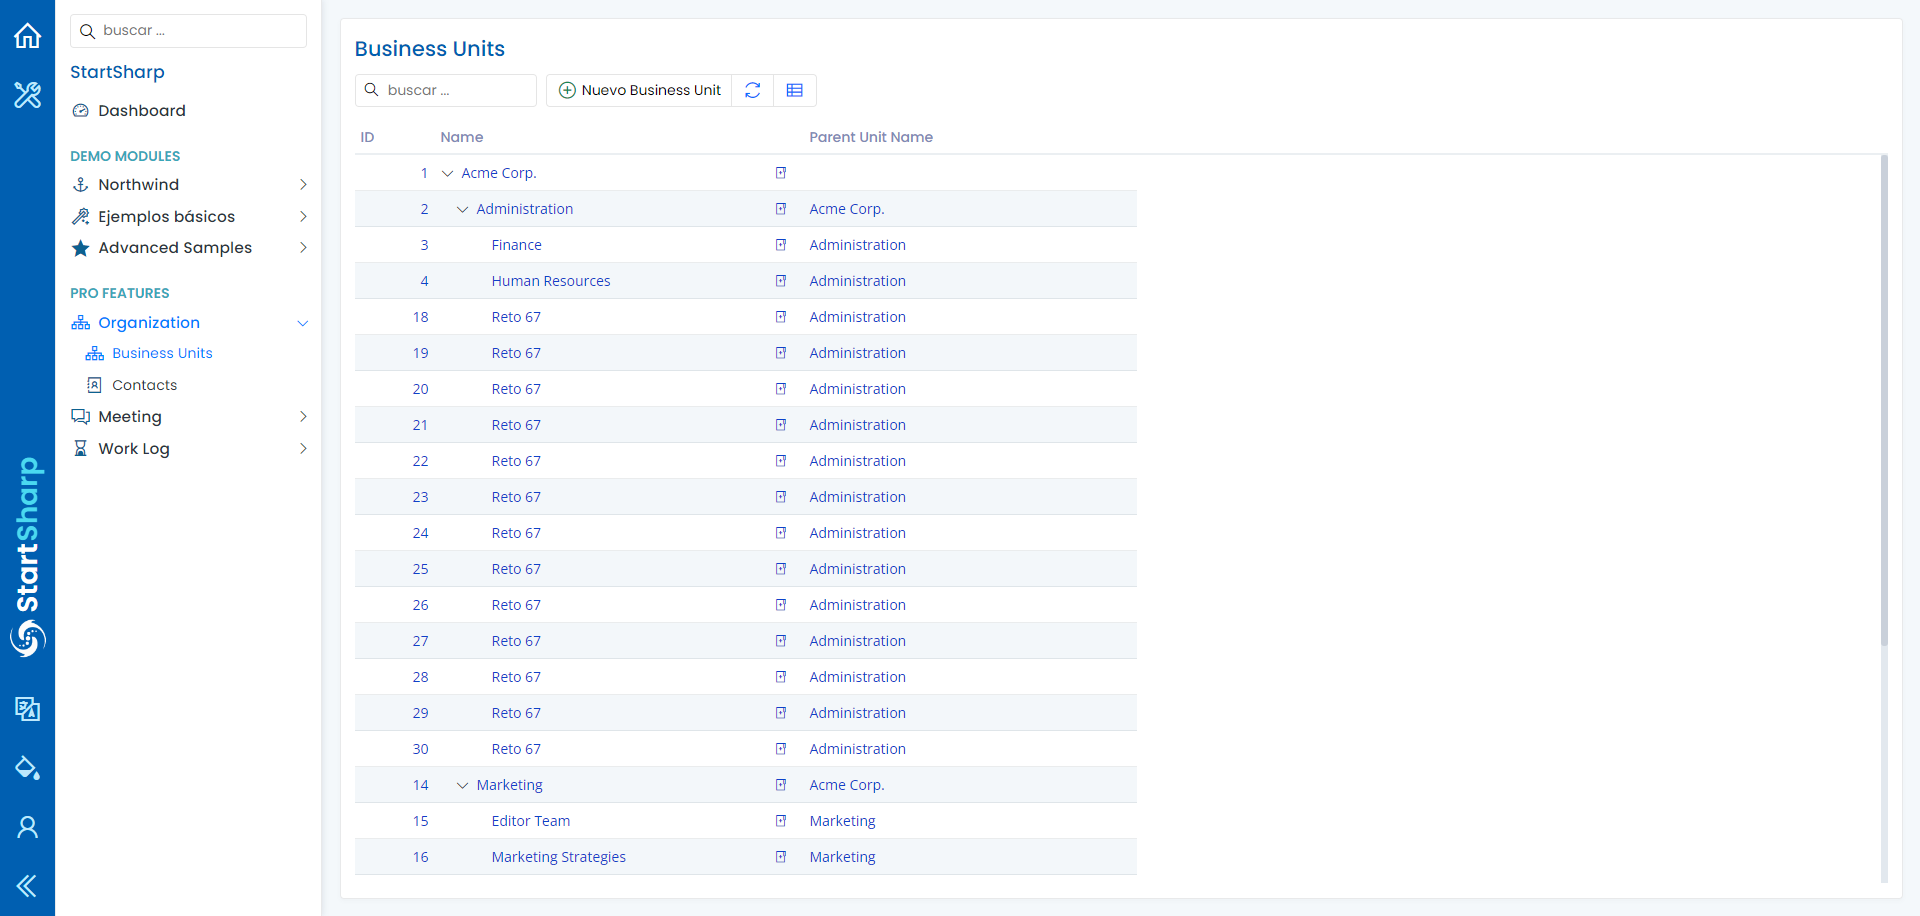 buscar ...
StartSharp
Dashboard
DEMO MODULES
Northwind
Ejemplos básicos
Advanced Samples
PRO FEATURES
Organization
Business Units
Contacts
Meeting
Work Log
StartSharp
Business Units
buscar ...
Nuevo Business Unit
ID Name Parent Unit Name
1 Acme Corp.
2 Administration Acme Corp.
3 Finance Administration
4 Human Resources Administration
18 Reto 67 Administration
19 Reto 67 Administration
20 Reto 67 Administration
21 Reto 67 Administration
22 Reto 67 Administration
23 Reto 67 Administration
24 Reto 67 Administration
25 Reto 67 Administration
26 Reto 67 Administration
27 Reto 67 Administration
28 Reto 67 Administration
29 Reto 67 Administration
30 Reto 67 Administration
14 Marketing Acme Corp.
15 Editor Team Marketing
16 Marketing Strategies Marketing